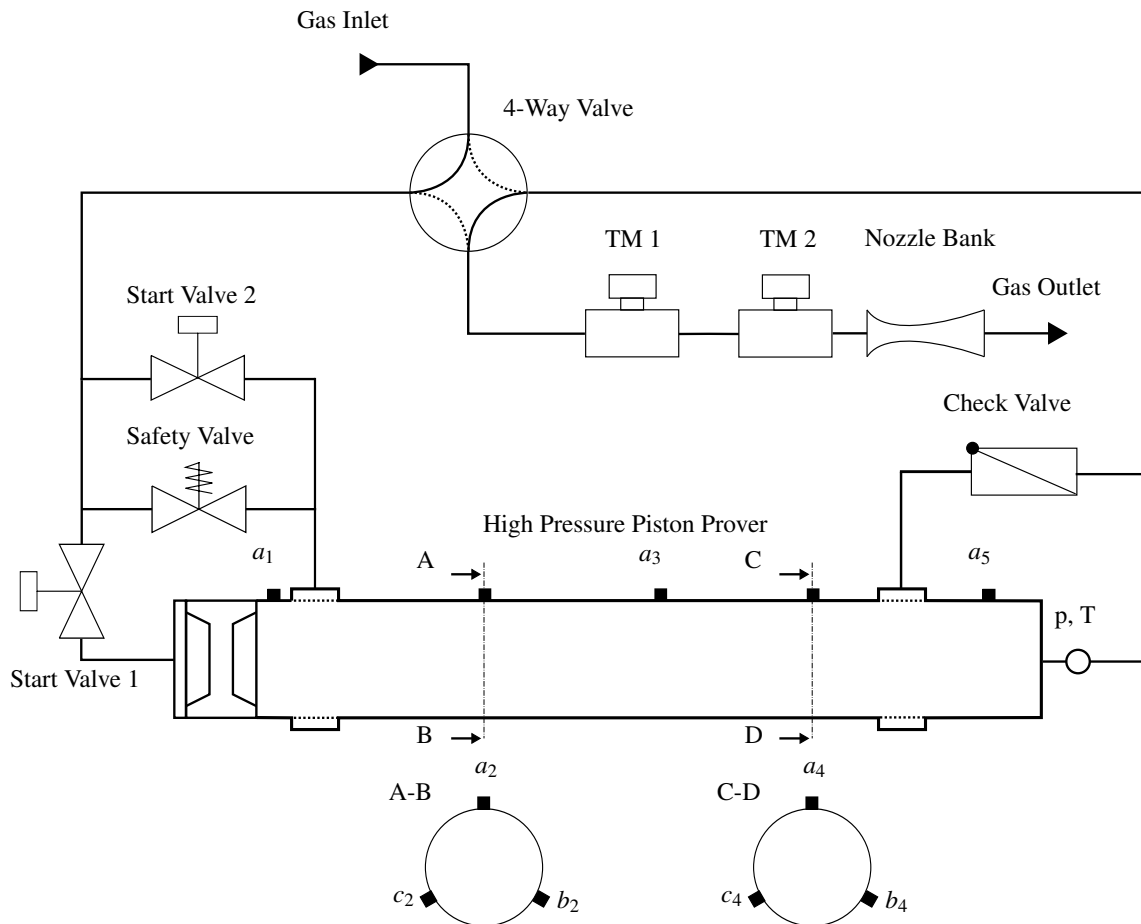 Gas Inlet
4-Way Valve
TM 1
TM 2
Nozzle Bank
Gas Outlet
Start Valve 2
Check Valve
Safety Valve
High Pressure Piston Prover
a1
A
a3
C
a5
p, T
Start Valve 1
B
D
a2
a4
A-B
C-D
c2
b2
c4
b4